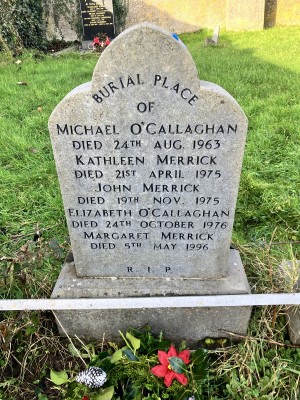 BURIAL PLACE
OF
MICHAEL O'CALLAGHAN
DIED 24TH AUG. 1963
KATHLEEN MERRICK
DIED 21ST APRIL 1975
JOHN MERRICK
DIED 19TH NOV. 1975
ELIZABETH O'CALLAGHAN
DIED 24TH OCTOBER 1976
MARGARET MERRICK
DIED 5TH MAY 1996
R. I. P.